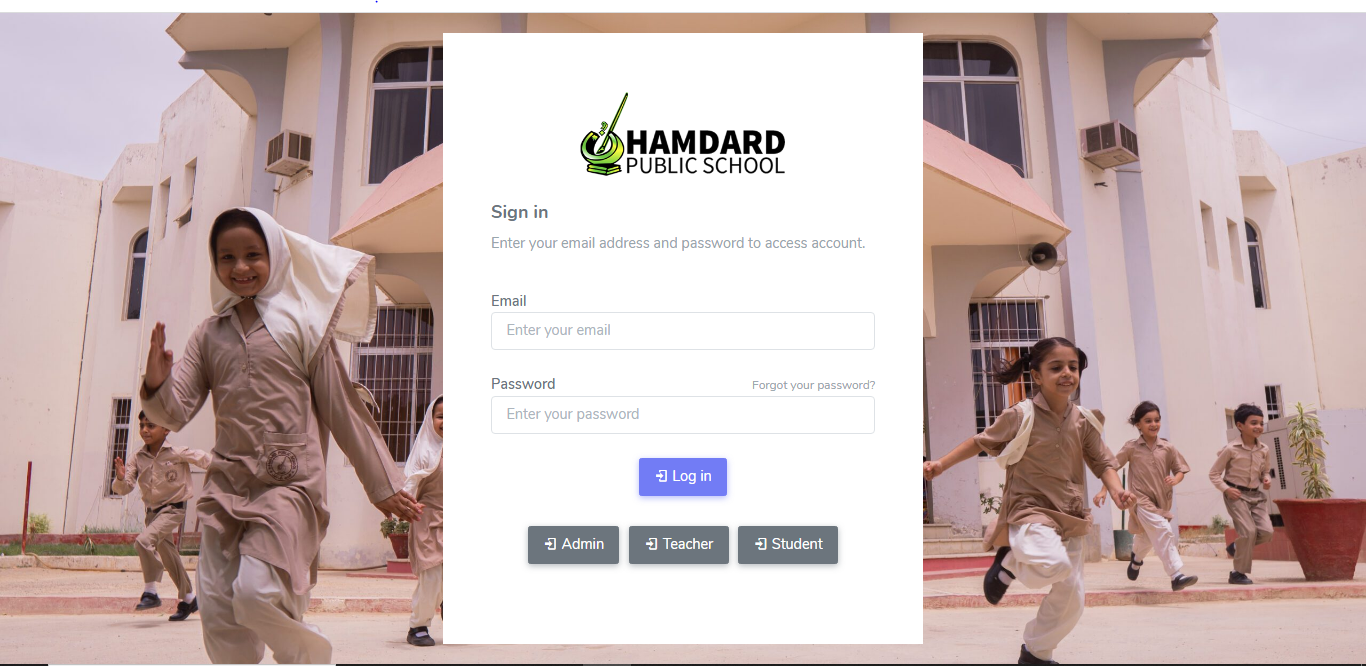 HAMDARD
PUBLIC SCHOOL
Sign in
Enter your email address and password to access account.
Email
Enter your email
Password
Forgot your password?
Enter your password
Log in
Admin
Teacher
Student